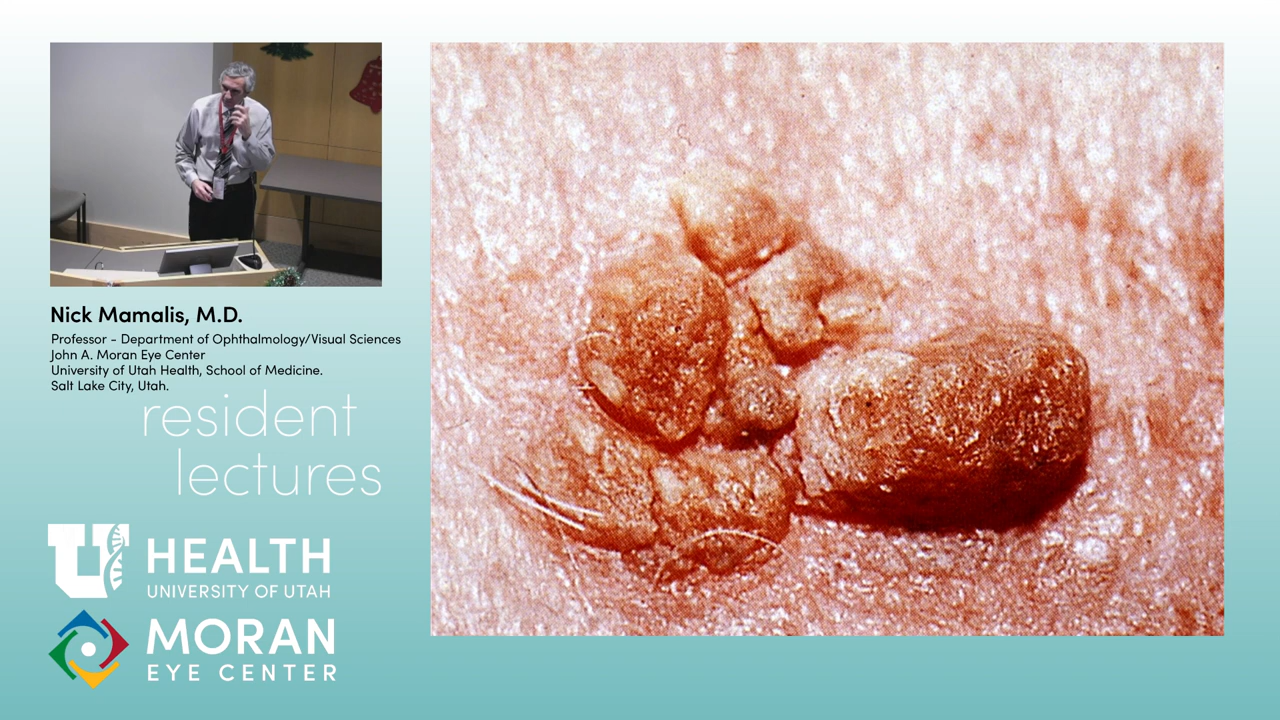 Nick Mamalis, M.D.
Professor - Department of Ophthalmology/Visual Sciences
John A. Moran Eye Center
University of Utah Health, School of Medicine.
Salt Lake City, Utah.
resident
lectures
U HEALTH
UNIVERSITY OF UTAH
MORAN
EYE CENTER